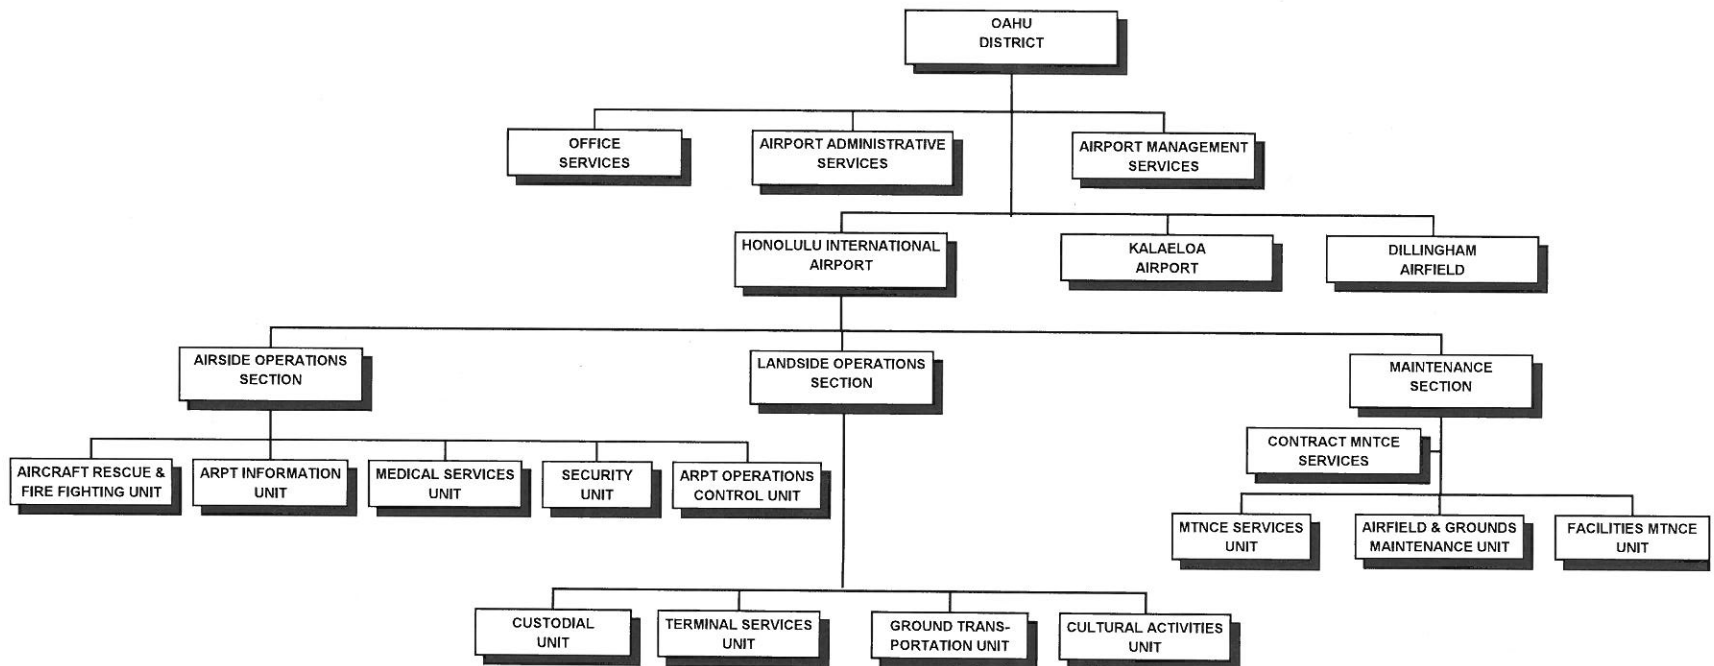 OAHU
DISTRICT
OFFICE
SERVICES
AIRPORT ADMINISTRATIVE
SERVICES
AIRPORT MANAGEMENT
SERVICES
HONOLULU INTERNATIONAL
AIRPORT
KALAELOA
AIRPORT
DILLINGHAM
AIRFIELD
AIRSIDE OPERATIONS
SECTION
LANDSIDE OPERATIONS
SECTION
MAINTENANCE
SECTION
CONTRACT MNTCE
SERVICES
AIRCRAFT RESCUE &
FIRE FIGHTING UNIT
ARPT INFORMATION
UNIT
MEDICAL SERVICES
UNIT
SECURITY
UNIT
ARPT OPERATIONS
CONTROL UNIT
MTNCE SERVICES
UNIT
AIRFIELD & GROUNDS
MAINTENANCE UNIT
FACILITIES MTNCE
UNIT
CUSTODIAL
UNIT
TERMINAL SERVICES
UNIT
GROUND TRANS-
PORTATION UNIT
CULTURAL ACTIVITIES
UNIT